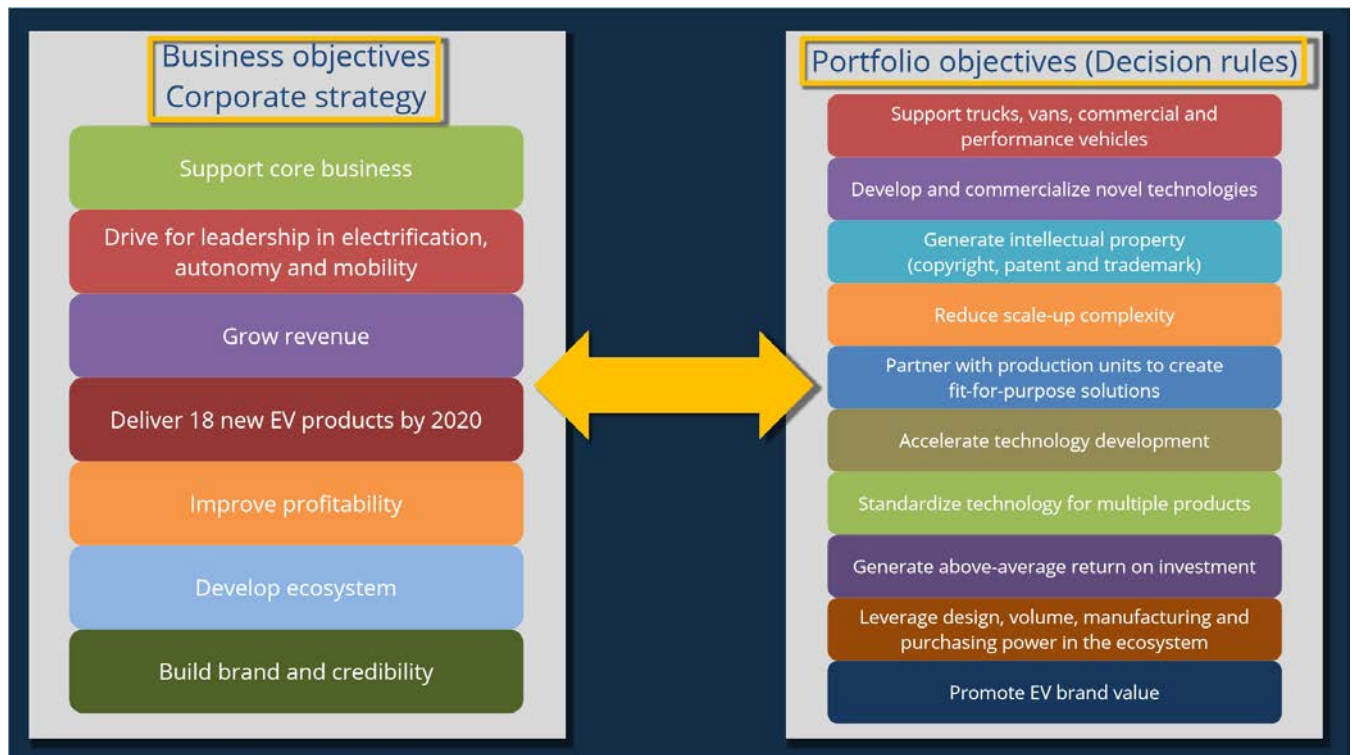 Business objectives
Corporate strategy
Support core business
Drive for leadership in electrification,
autonomy and mobility
Grow revenue
Deliver 18 new EV products by 2020
Improve profitability
Develop ecosystem
Build brand and credibility
Portfolio objectives (Decision rules)
Support trucks, vans, commercial and
performance vehicles
Develop and commercialize novel technologies
Generate intellectual property
(copyright, patent and trademark)
Reduce scale-up complexity
Partner with production units to create
fit-for-purpose solutions
Accelerate technology development
Standardize technology for multiple products
Generate above-average return on investment
Leverage design, volume, manufacturing and
purchasing power in the ecosystem
Promote EV brand value